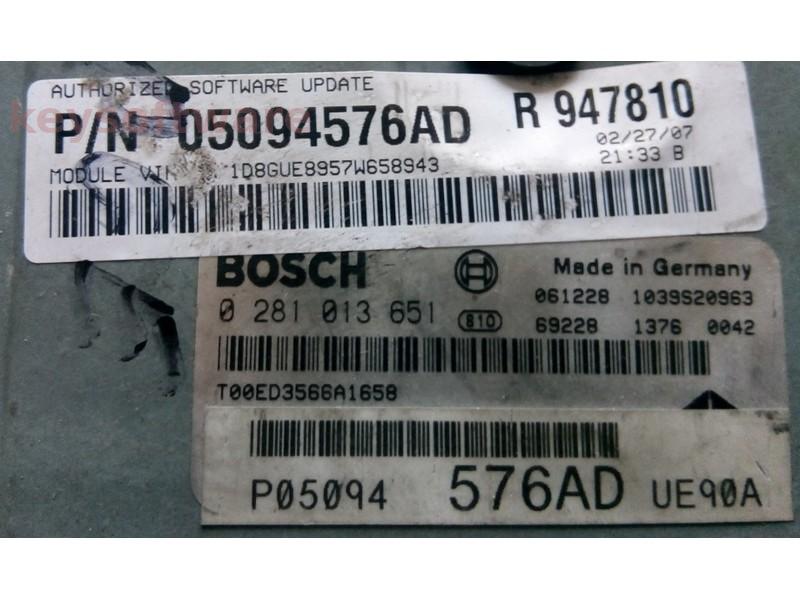 AUTHORIZED SOFTWARE UPDATE
keysoftware
P/N 05094576AD R 947810
02/27/07
MODULE VIN 1D8GUE8957W658943 21:33 B
BOSCH Made in Germany
0 281 013 651 061228 1039S20963
810 69228 1376 0042
T00ED3566A1658
P05094 576AD UE90A